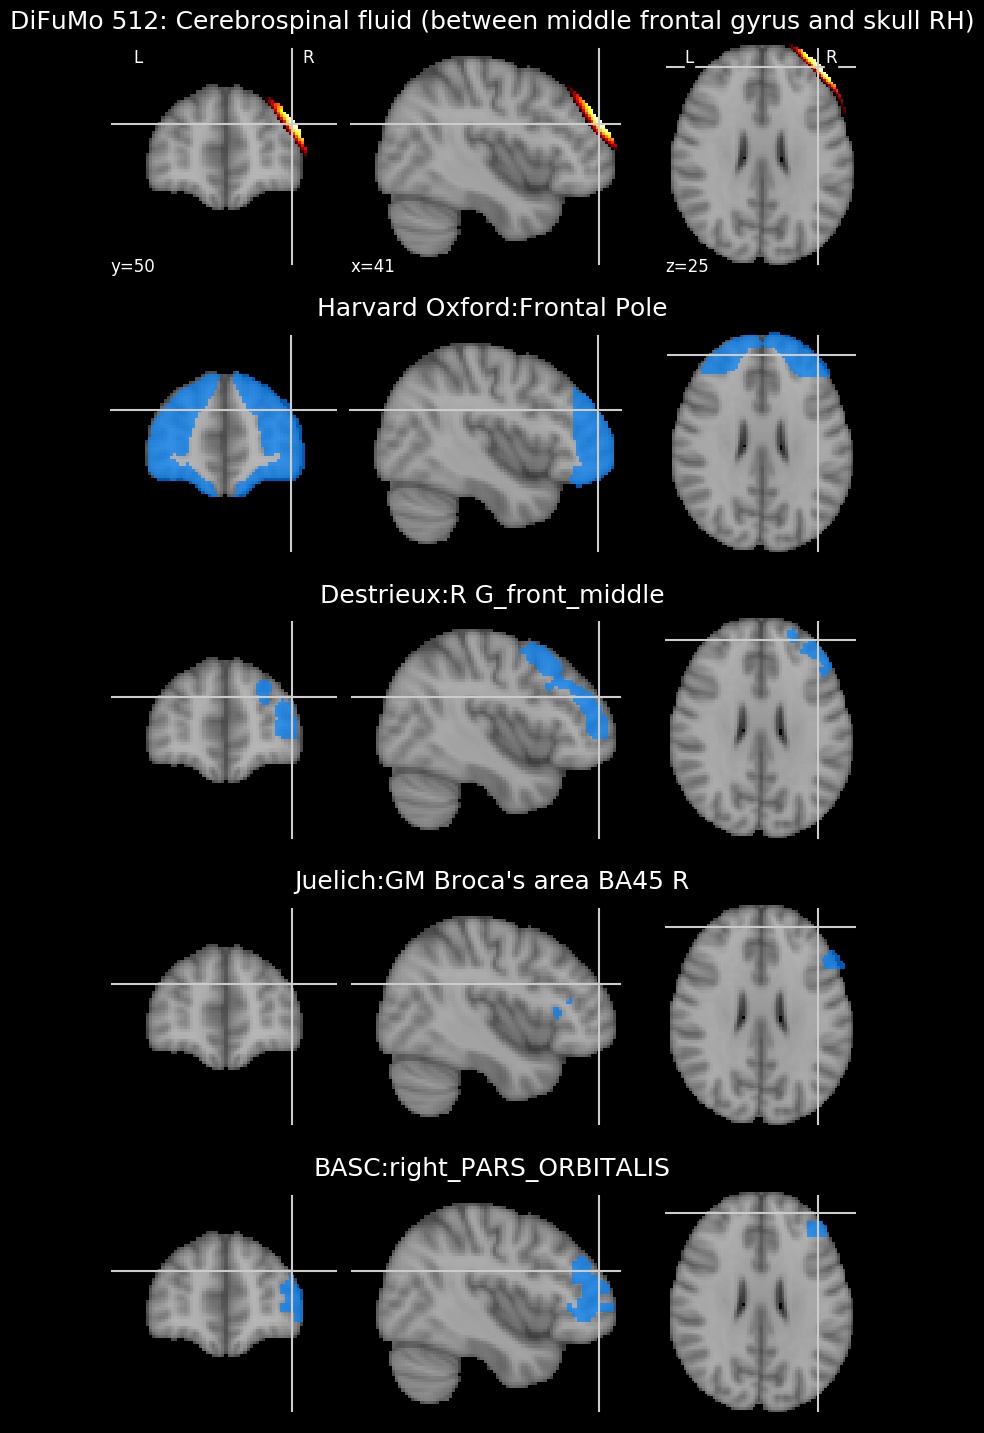 DiFuMo 512: Cerebrospinal fluid (between middle frontal gyrus and skull RH)
L R L R
y=50 x=41 z=25
Harvard Oxford:Frontal Pole
Destrieux:R G_front_middle
Juelich:GM Broca's area BA45 R
BASC:right_PARS_ORBITALIS